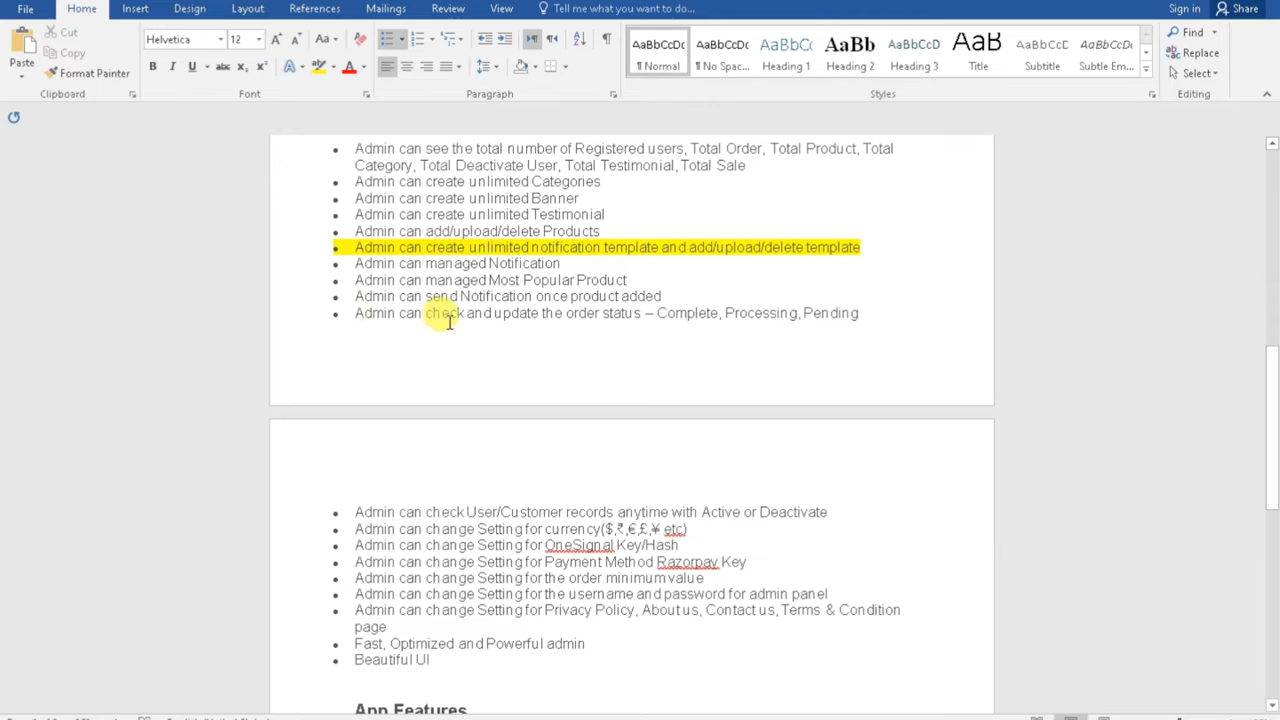 File Home Insert Design Layout References Mailings Review View Tell me what you want to do... Sign in Share
Paste Cut Copy Format Painter Clipboard
Helvetica 12 Aa B I U abc X₂ X² A A Font
Paragraph
AaBbCcDc AaBbCcDc AaBbCc AaBbC AaBbCcD AaB AaBbCcD AaBbCcDc
¶ Normal ¶ No Spac... Heading 1 Heading 2 Heading 3 Title Subtitle Subtle Em...
Styles
Find Replace Select Editing
• Admin can see the total number of Registered users, Total Order, Total Product, Total
Category, Total Deactivate User, Total Testimonial, Total Sale
• Admin can create unlimited Categories
• Admin can create unlimited Banner
• Admin can create unlimited Testimonial
• Admin can add/upload/delete Products
• Admin can create unlimited notification template and add/upload/delete template
• Admin can managed Notification
• Admin can managed Most Popular Product
• Admin can send Notification once product added
• Admin can check and update the order status – Complete, Processing, Pending
• Admin can check User/Customer records anytime with Active or Deactivate
• Admin can change Setting for currency($,₹,€,£,¥ etc)
• Admin can change Setting for OneSignal Key/Hash
• Admin can change Setting for Payment Method Razorpay Key
• Admin can change Setting for the order minimum value
• Admin can change Setting for the username and password for admin panel
• Admin can change Setting for Privacy Policy, About us, Contact us, Terms & Condition
page
• Fast, Optimized and Powerful admin
• Beautiful UI
App Features